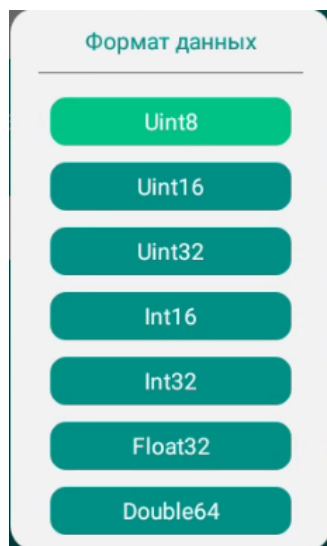 Формат данных
Uint8
Uint16
Uint32
Int16
Int32
Float32
Double64